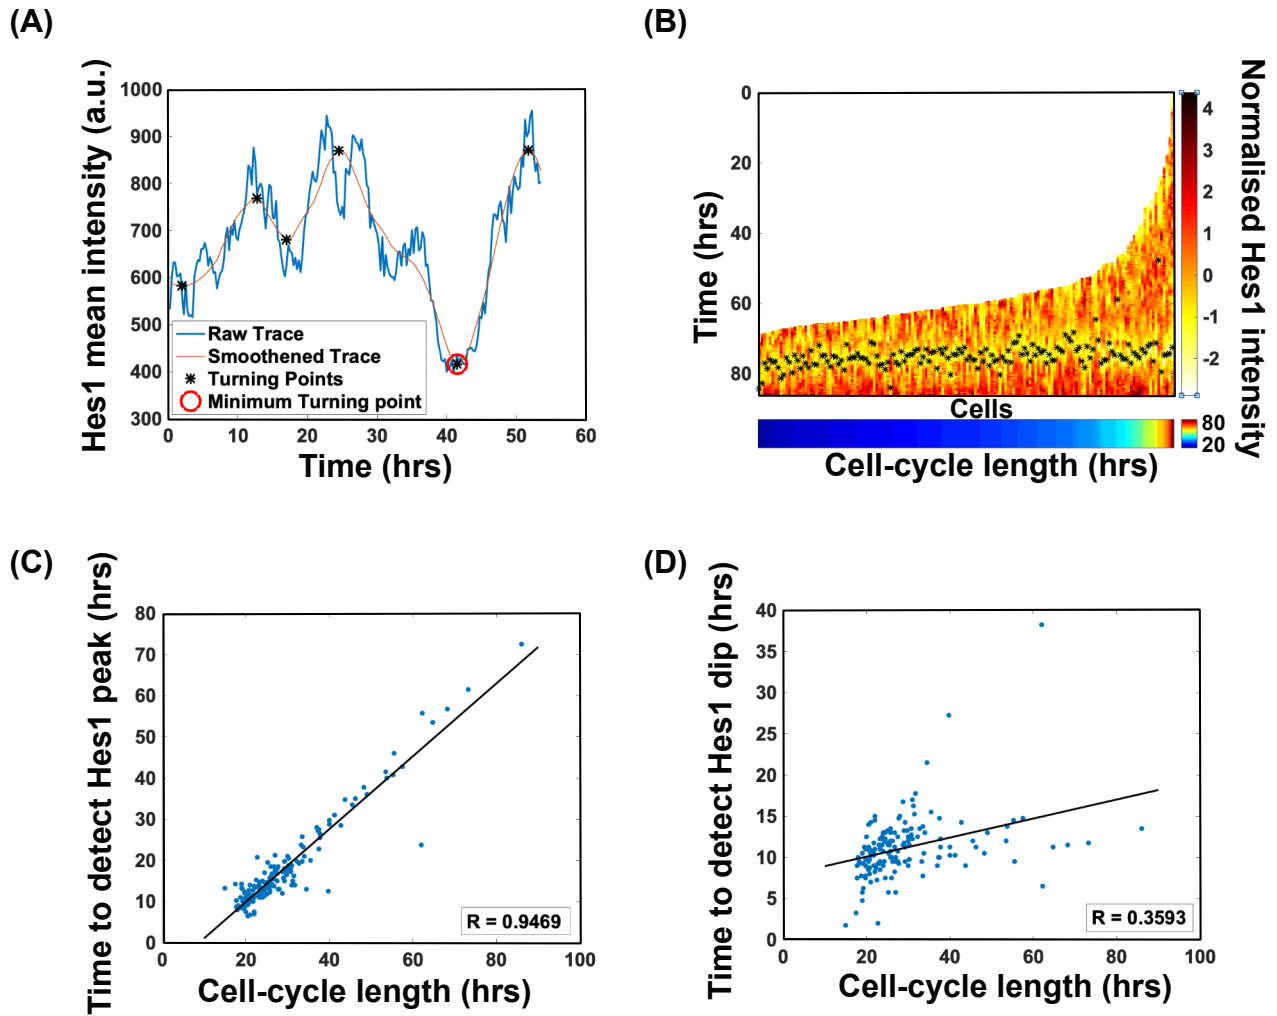 (A)
Hes1 mean intensity (a.u.)
1000
900
800
700
600
500
400
300
Raw Trace
Smoothened Trace
Turning Points
Minimum Turning point
0 10 20 30 40 50 60
Time (hrs)
(B)
Time (hrs)
0
20
40
60
80
Cells
4
3
2
1
0
-1
-2
Normalised Hes1 intensity
80
20
Cell-cycle length (hrs)
(C)
Time to detect Hes1 peak (hrs)
80
70
60
50
40
30
20
10
0
R = 0.9469
0 20 40 60 80 100
Cell-cycle length (hrs)
(D)
Time to detect Hes1 dip (hrs)
40
35
30
25
20
15
10
5
0
R = 0.3593
0 20 40 60 80 100
Cell-cycle length (hrs)